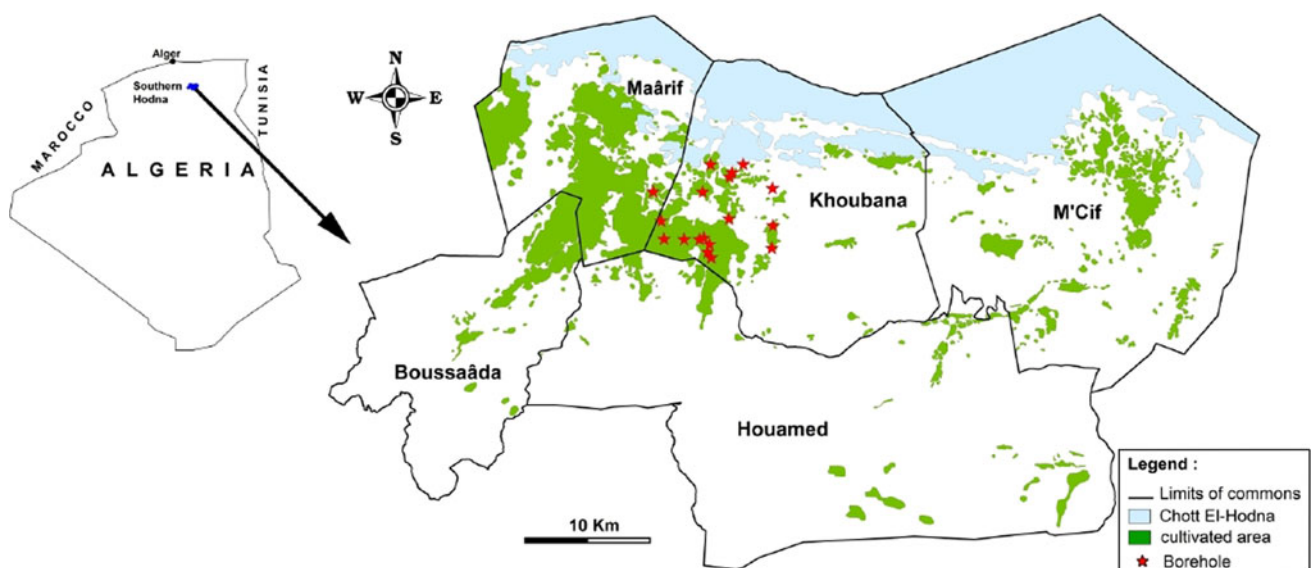 Alger
Southern
Hodna
MAROCCO
TUNISIA
ALGERIA
N
W
E
S
Maârif
Khoubana
M'Cif
Boussaâda
Houamed
10 Km
Legend :
Limits of commons
Chott El-Hodna
cultivated area
Borehole